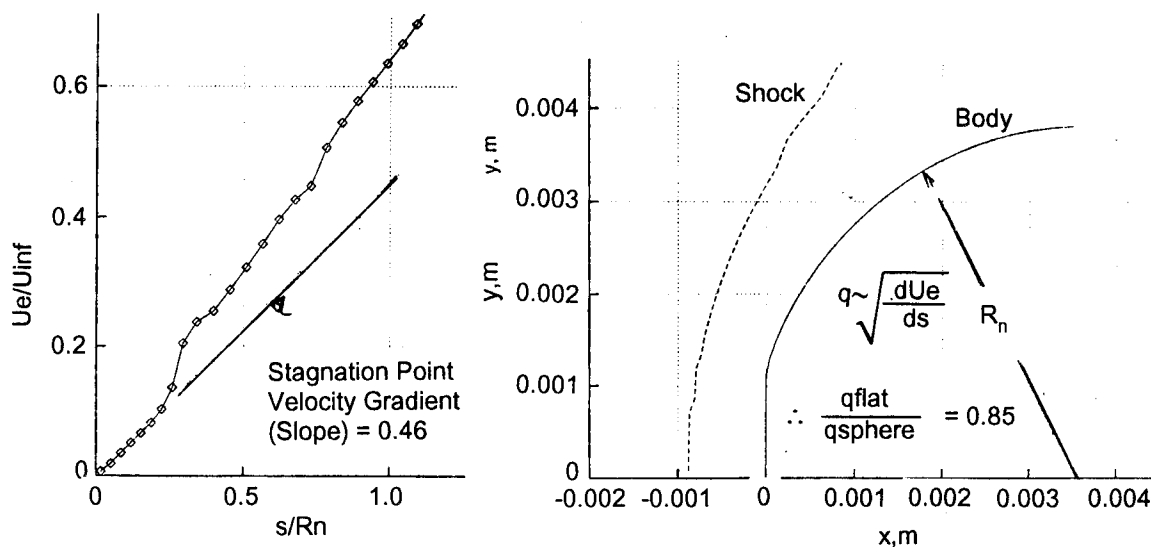 0.6
0.4
0.2
0
Ue/Uinf
0
0.5
1.0
s/Rn
Stagnation Point
Velocity Gradient
(Slope) = 0.46
Shock
Body
0.004
0.003
0.002
0.001
0
y, m
y,m
q~√dUe
ds
Rn
∴ qflat
qsphere
= 0.85
-0.002
-0.001
0
0.001
0.002
0.003
0.004
x,m